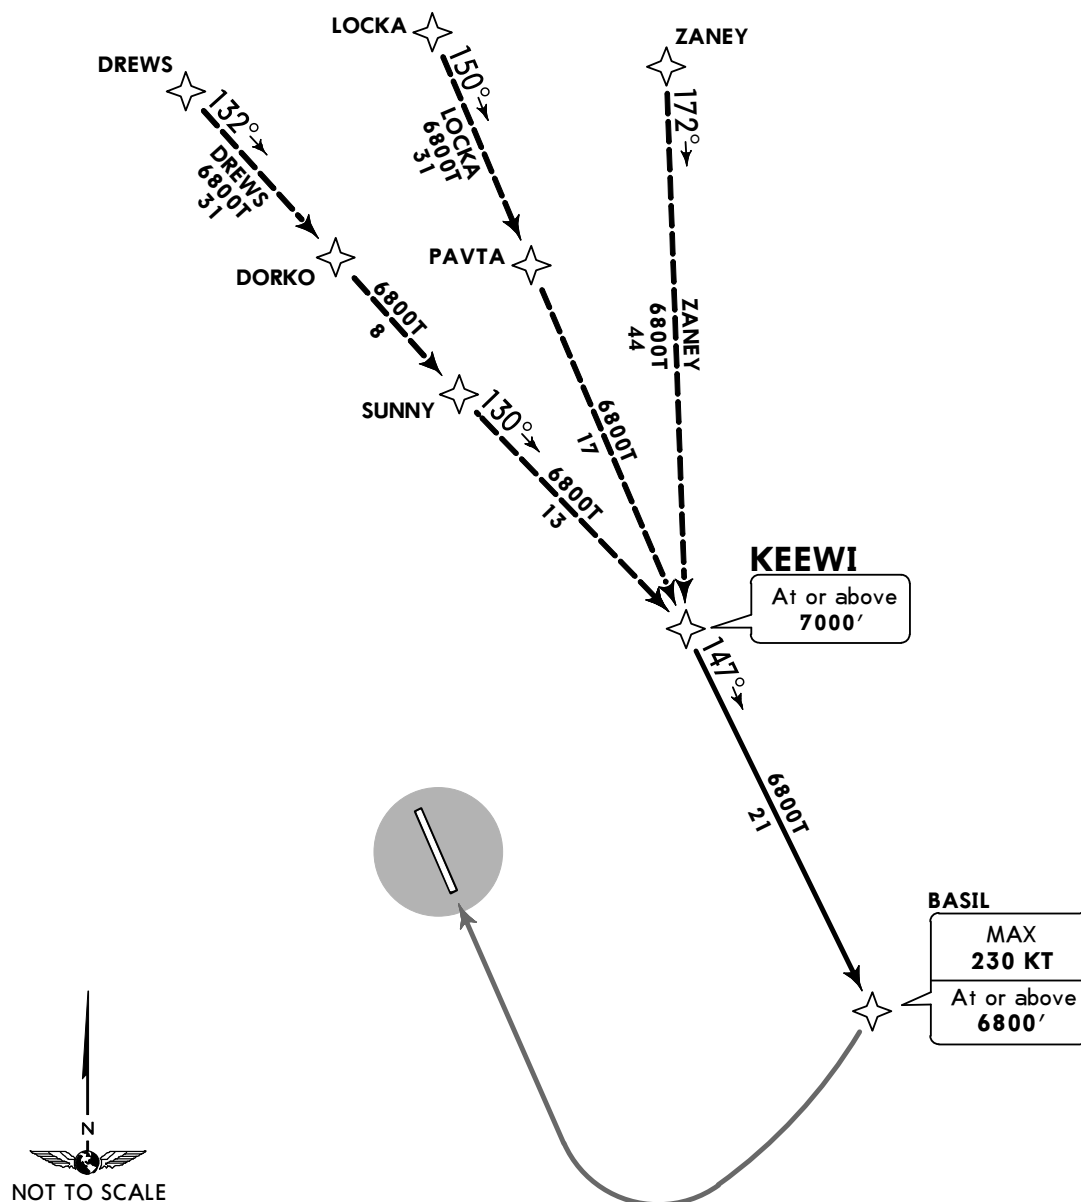 LOCKA
ZANEY
DREWS
150°
172°
132°
LOCKA
6800T
31
DREWS
6800T
31
PAVTA
DORKO
6800T
8
ZANEY
6800T
44
SUNNY
130°
6800T
17
6800T
13
KEEWI
At or above
7000′
147°
6800T
21
BASIL
MAX
230 KT
At or above
6800′
N
NOT TO SCALE